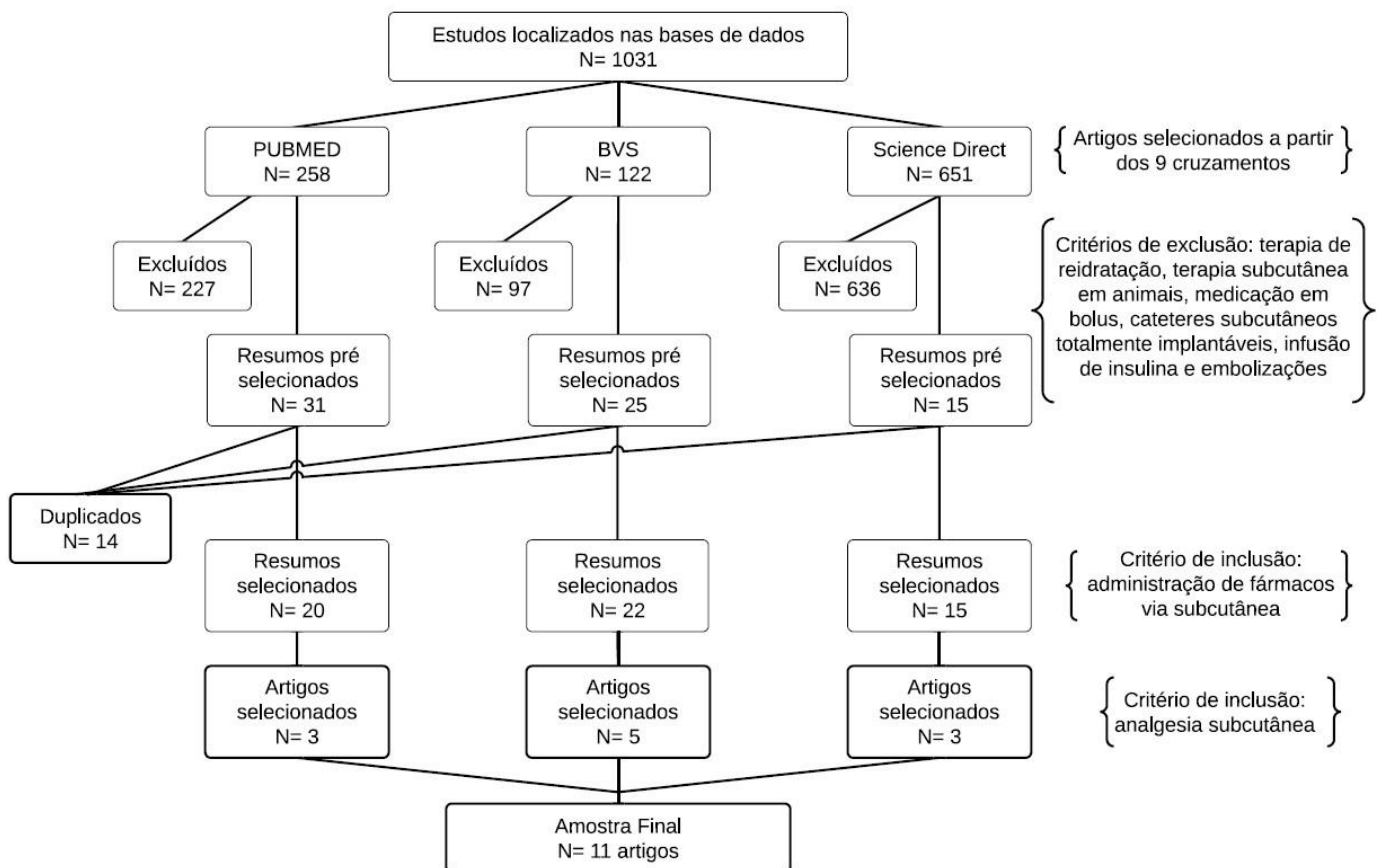 Estudos localizados nas bases de dados
N= 1031
PUBMED
N= 258
BVS
N= 122
Science Direct
N= 651
Artigos selecionados a partir
dos 9 cruzamentos
Excluídos
N= 227
Excluídos
N= 97
Excluídos
N= 636
Critérios de exclusão: terapia de
reidratação, terapia subcutânea
em animais, medicação em
bolus, cateteres subcutâneos
totalmente implantáveis, infusão
de insulina e embolizações
Resumos pré
selecionados
N= 31
Resumos pré
selecionados
N= 25
Resumos pré
selecionados
N= 15
Duplicados
N= 14
Resumos
selecionados
N= 20
Resumos
selecionados
N= 22
Resumos
selecionados
N= 15
Critério de inclusão:
administração de fármacos
via subcutânea
Artigos
selecionados
N= 3
Artigos
selecionados
N= 5
Artigos
selecionados
N= 3
Critério de inclusão:
analgesia subcutânea
Amostra Final
N= 11 artigos